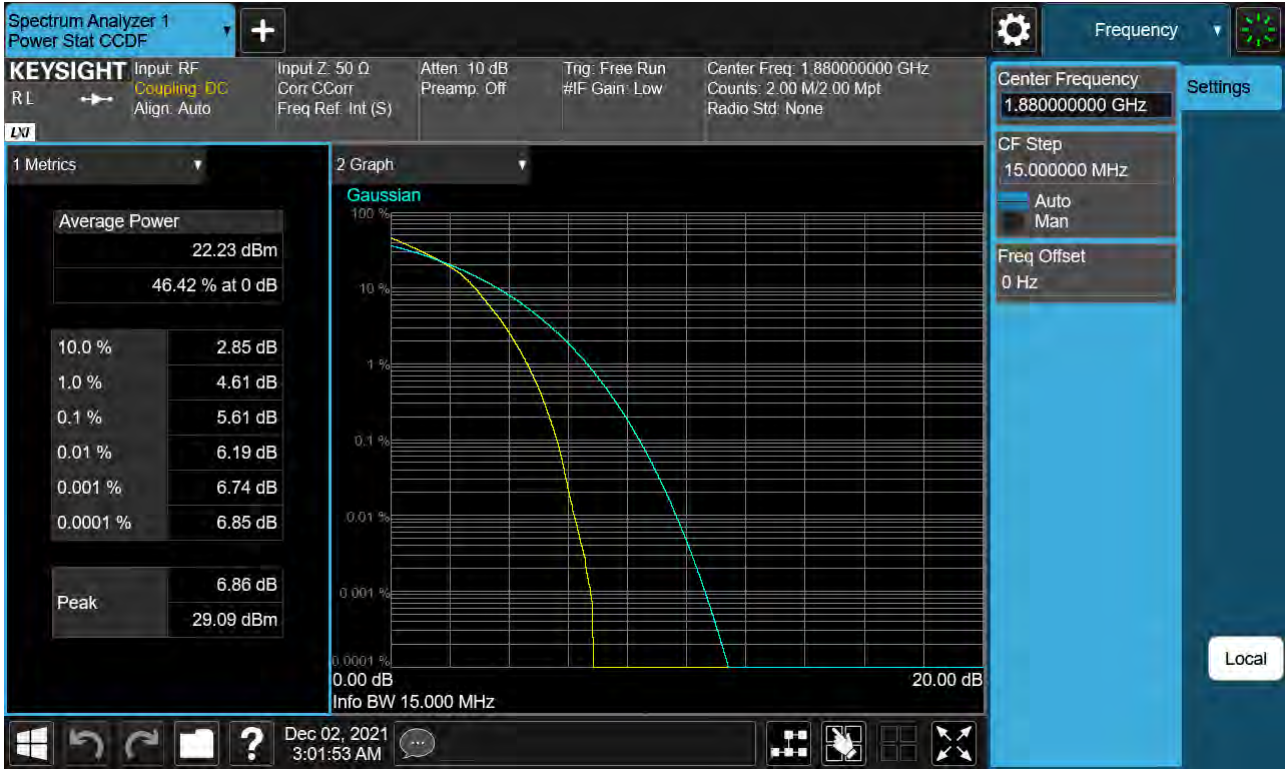 Spectrum Analyzer 1
Power Stat CCDF
Frequency
KEYSIGHT
R L
LXI
Input: RF
Coupling: DC
Align: Auto
Input Z: 50 Ω
Corr CCorr
Freq Ref: Int (S)
Atten: 10 dB
Preamp: Off
Trig: Free Run
#IF Gain: Low
Center Freq: 1.880000000 GHz
Counts: 2.00 M/2.00 Mpt
Radio Std: None
Center Frequency
1.880000000 GHz
Settings
CF Step
15.000000 MHz
Auto
Man
Freq Offset
0 Hz
1 Metrics
Average Power
22.23 dBm
46.42 % at 0 dB
10.0 % 2.85 dB
1.0 % 4.61 dB
0.1 % 5.61 dB
0.01 % 6.19 dB
0.001 % 6.74 dB
0.0001 % 6.85 dB
Peak
6.86 dB
29.09 dBm
2 Graph
Gaussian
100 %
10 %
1 %
0.1 %
0.01 %
0.001 %
0.0001 %
0.00 dB 20.00 dB
Info BW 15.000 MHz
Local
?
Dec 02, 2021
3:01:53 AM